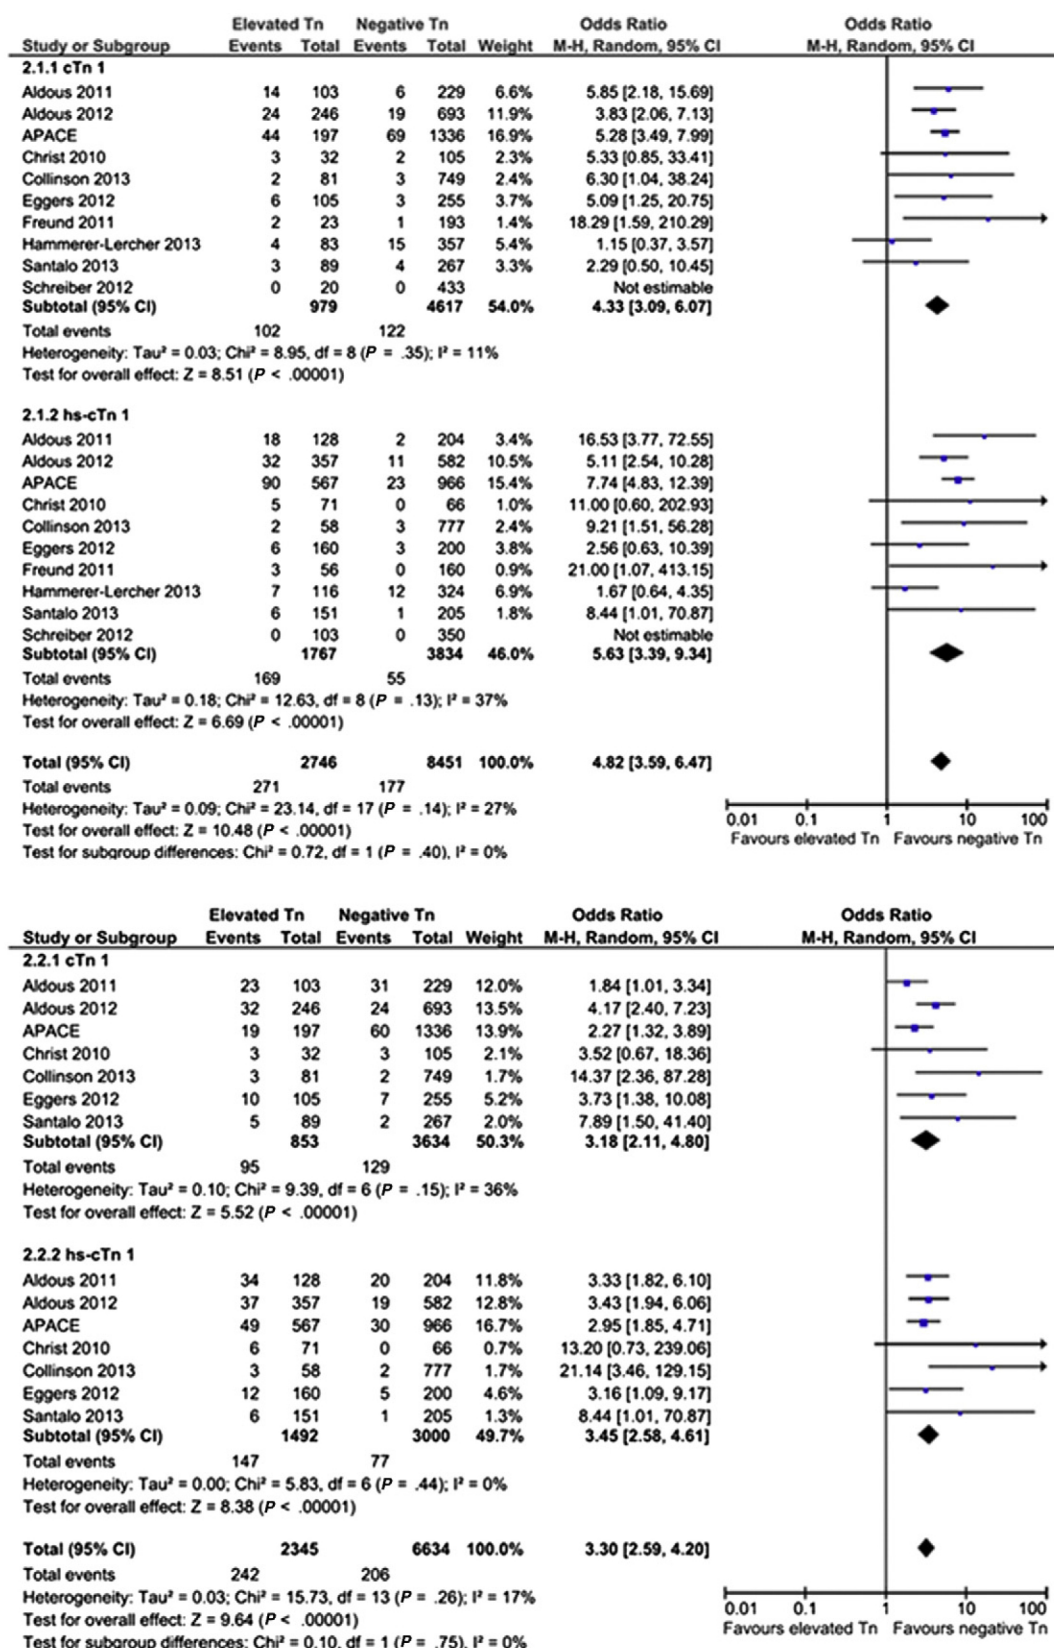 Elevated Tn Negative Tn Odds Ratio Odds Ratio
Study or Subgroup Events Total Events Total Weight M-H, Random, 95% CI M-H, Random, 95% CI
2.1.1 cTn 1
Aldous 2011 14 103 6 229 6.6% 5.85 [2.18, 15.69]
Aldous 2012 24 246 19 693 11.9% 3.83 [2.06, 7.13]
APACE 44 197 69 1336 16.9% 5.28 [3.49, 7.99]
Christ 2010 3 32 2 105 2.3% 5.33 [0.85, 33.41]
Collinson 2013 2 81 3 749 2.4% 6.30 [1.04, 38.24]
Eggers 2012 6 105 3 255 3.7% 5.09 [1.25, 20.75]
Freund 2011 2 23 1 193 1.4% 18.29 [1.59, 210.29]
Hammerer-Lercher 2013 4 83 15 357 5.4% 1.15 [0.37, 3.57]
Santalo 2013 3 89 4 267 3.3% 2.29 [0.50, 10.45]
Schreiber 2012 0 20 0 433 Not estimable
Subtotal (95% CI) 979 4617 54.0% 4.33 [3.09, 6.07]
Total events 102 122
Heterogeneity: Tau² = 0.03; Chi² = 8.95, df = 8 (P = .35); I² = 11%
Test for overall effect: Z = 8.51 (P < .00001)
2.1.2 hs-cTn 1
Aldous 2011 18 128 2 204 3.4% 16.53 [3.77, 72.55]
Aldous 2012 32 357 11 582 10.5% 5.11 [2.54, 10.28]
APACE 90 567 23 966 15.4% 7.74 [4.83, 12.39]
Christ 2010 5 71 0 66 1.0% 11.00 [0.60, 202.93]
Collinson 2013 2 58 3 777 2.4% 9.21 [1.51, 56.28]
Eggers 2012 6 160 3 200 3.8% 2.56 [0.63, 10.39]
Freund 2011 3 56 0 160 0.9% 21.00 [1.07, 413.15]
Hammerer-Lercher 2013 7 116 12 324 6.9% 1.67 [0.64, 4.35]
Santalo 2013 6 151 1 205 1.8% 8.44 [1.01, 70.87]
Schreiber 2012 0 103 0 350 Not estimable
Subtotal (95% CI) 1767 3834 46.0% 5.63 [3.39, 9.34]
Total events 169 55
Heterogeneity: Tau² = 0.18; Chi² = 12.63, df = 8 (P = .13); I² = 37%
Test for overall effect: Z = 6.69 (P < .00001)
Total (95% CI) 2746 8451 100.0% 4.82 [3.59, 6.47]
Total events 271 177
Heterogeneity: Tau² = 0.09; Chi² = 23.14, df = 17 (P = .14); I² = 27%
Test for overall effect: Z = 10.48 (P < .00001)
Test for subgroup differences: Chi² = 0.72, df = 1 (P = .40), I² = 0%
0.01 0.1 1 10 100
Favours elevated Tn Favours negative Tn
Elevated Tn Negative Tn Odds Ratio Odds Ratio
Study or Subgroup Events Total Events Total Weight M-H, Random, 95% CI M-H, Random, 95% CI
2.2.1 cTn 1
Aldous 2011 23 103 31 229 12.0% 1.84 [1.01, 3.34]
Aldous 2012 32 246 24 693 13.5% 4.17 [2.40, 7.23]
APACE 19 197 60 1336 13.9% 2.27 [1.32, 3.89]
Christ 2010 3 32 3 105 2.1% 3.52 [0.67, 18.36]
Collinson 2013 3 81 2 749 1.7% 14.37 [2.36, 87.28]
Eggers 2012 10 105 7 255 5.2% 3.73 [1.38, 10.08]
Santalo 2013 5 89 2 267 2.0% 7.89 [1.50, 41.40]
Subtotal (95% CI) 853 3634 50.3% 3.18 [2.11, 4.80]
Total events 95 129
Heterogeneity: Tau² = 0.10; Chi² = 9.39, df = 6 (P = .15); I² = 36%
Test for overall effect: Z = 5.52 (P < .00001)
2.2.2 hs-cTn 1
Aldous 2011 34 128 20 204 11.8% 3.33 [1.82, 6.10]
Aldous 2012 37 357 19 582 12.8% 3.43 [1.94, 6.06]
APACE 49 567 30 966 16.7% 2.95 [1.85, 4.71]
Christ 2010 6 71 0 66 0.7% 13.20 [0.73, 239.06]
Collinson 2013 3 58 2 777 1.7% 21.14 [3.46, 129.15]
Eggers 2012 12 160 5 200 4.6% 3.16 [1.09, 9.17]
Santalo 2013 6 151 1 205 1.3% 8.44 [1.01, 70.87]
Subtotal (95% CI) 1492 3000 49.7% 3.45 [2.58, 4.61]
Total events 147 77
Heterogeneity: Tau² = 0.00; Chi² = 5.83, df = 6 (P = .44); I² = 0%
Test for overall effect: Z = 8.38 (P < .00001)
Total (95% CI) 2345 6634 100.0% 3.30 [2.59, 4.20]
Total events 242 206
Heterogeneity: Tau² = 0.03; Chi² = 15.73, df = 13 (P = .26); I² = 17%
Test for overall effect: Z = 9.64 (P < .00001)
Test for subgroup differences: Chi² = 0.10, df = 1 (P = .75), I² = 0%
0.01 0.1 1 10 100
Favours elevated Tn Favours negative Tn